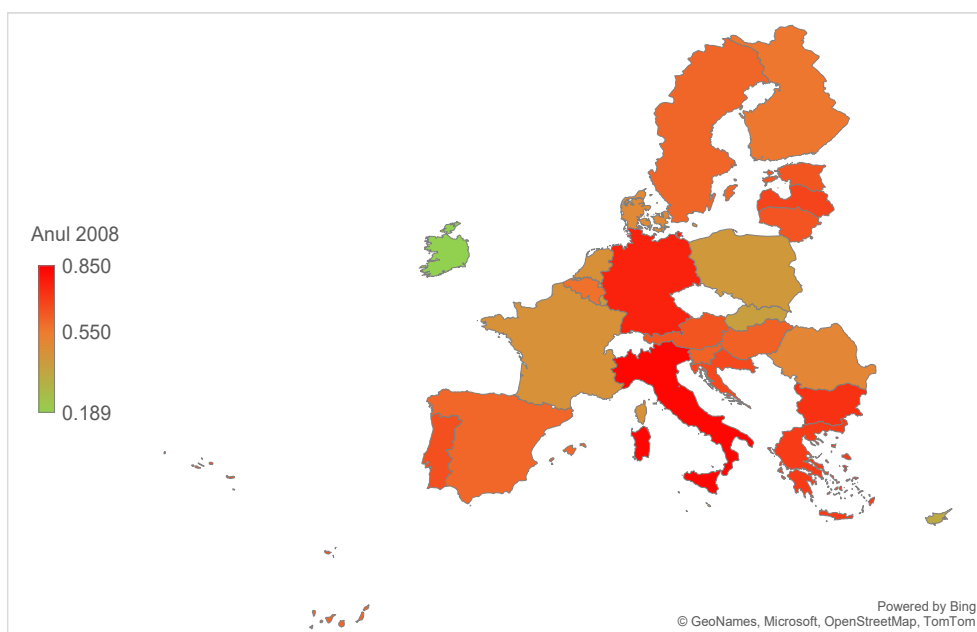 Anul 2008
0.850
0.550
0.189
Powered by Bing
© GeoNames, Microsoft, OpenStreetMap, TomTom